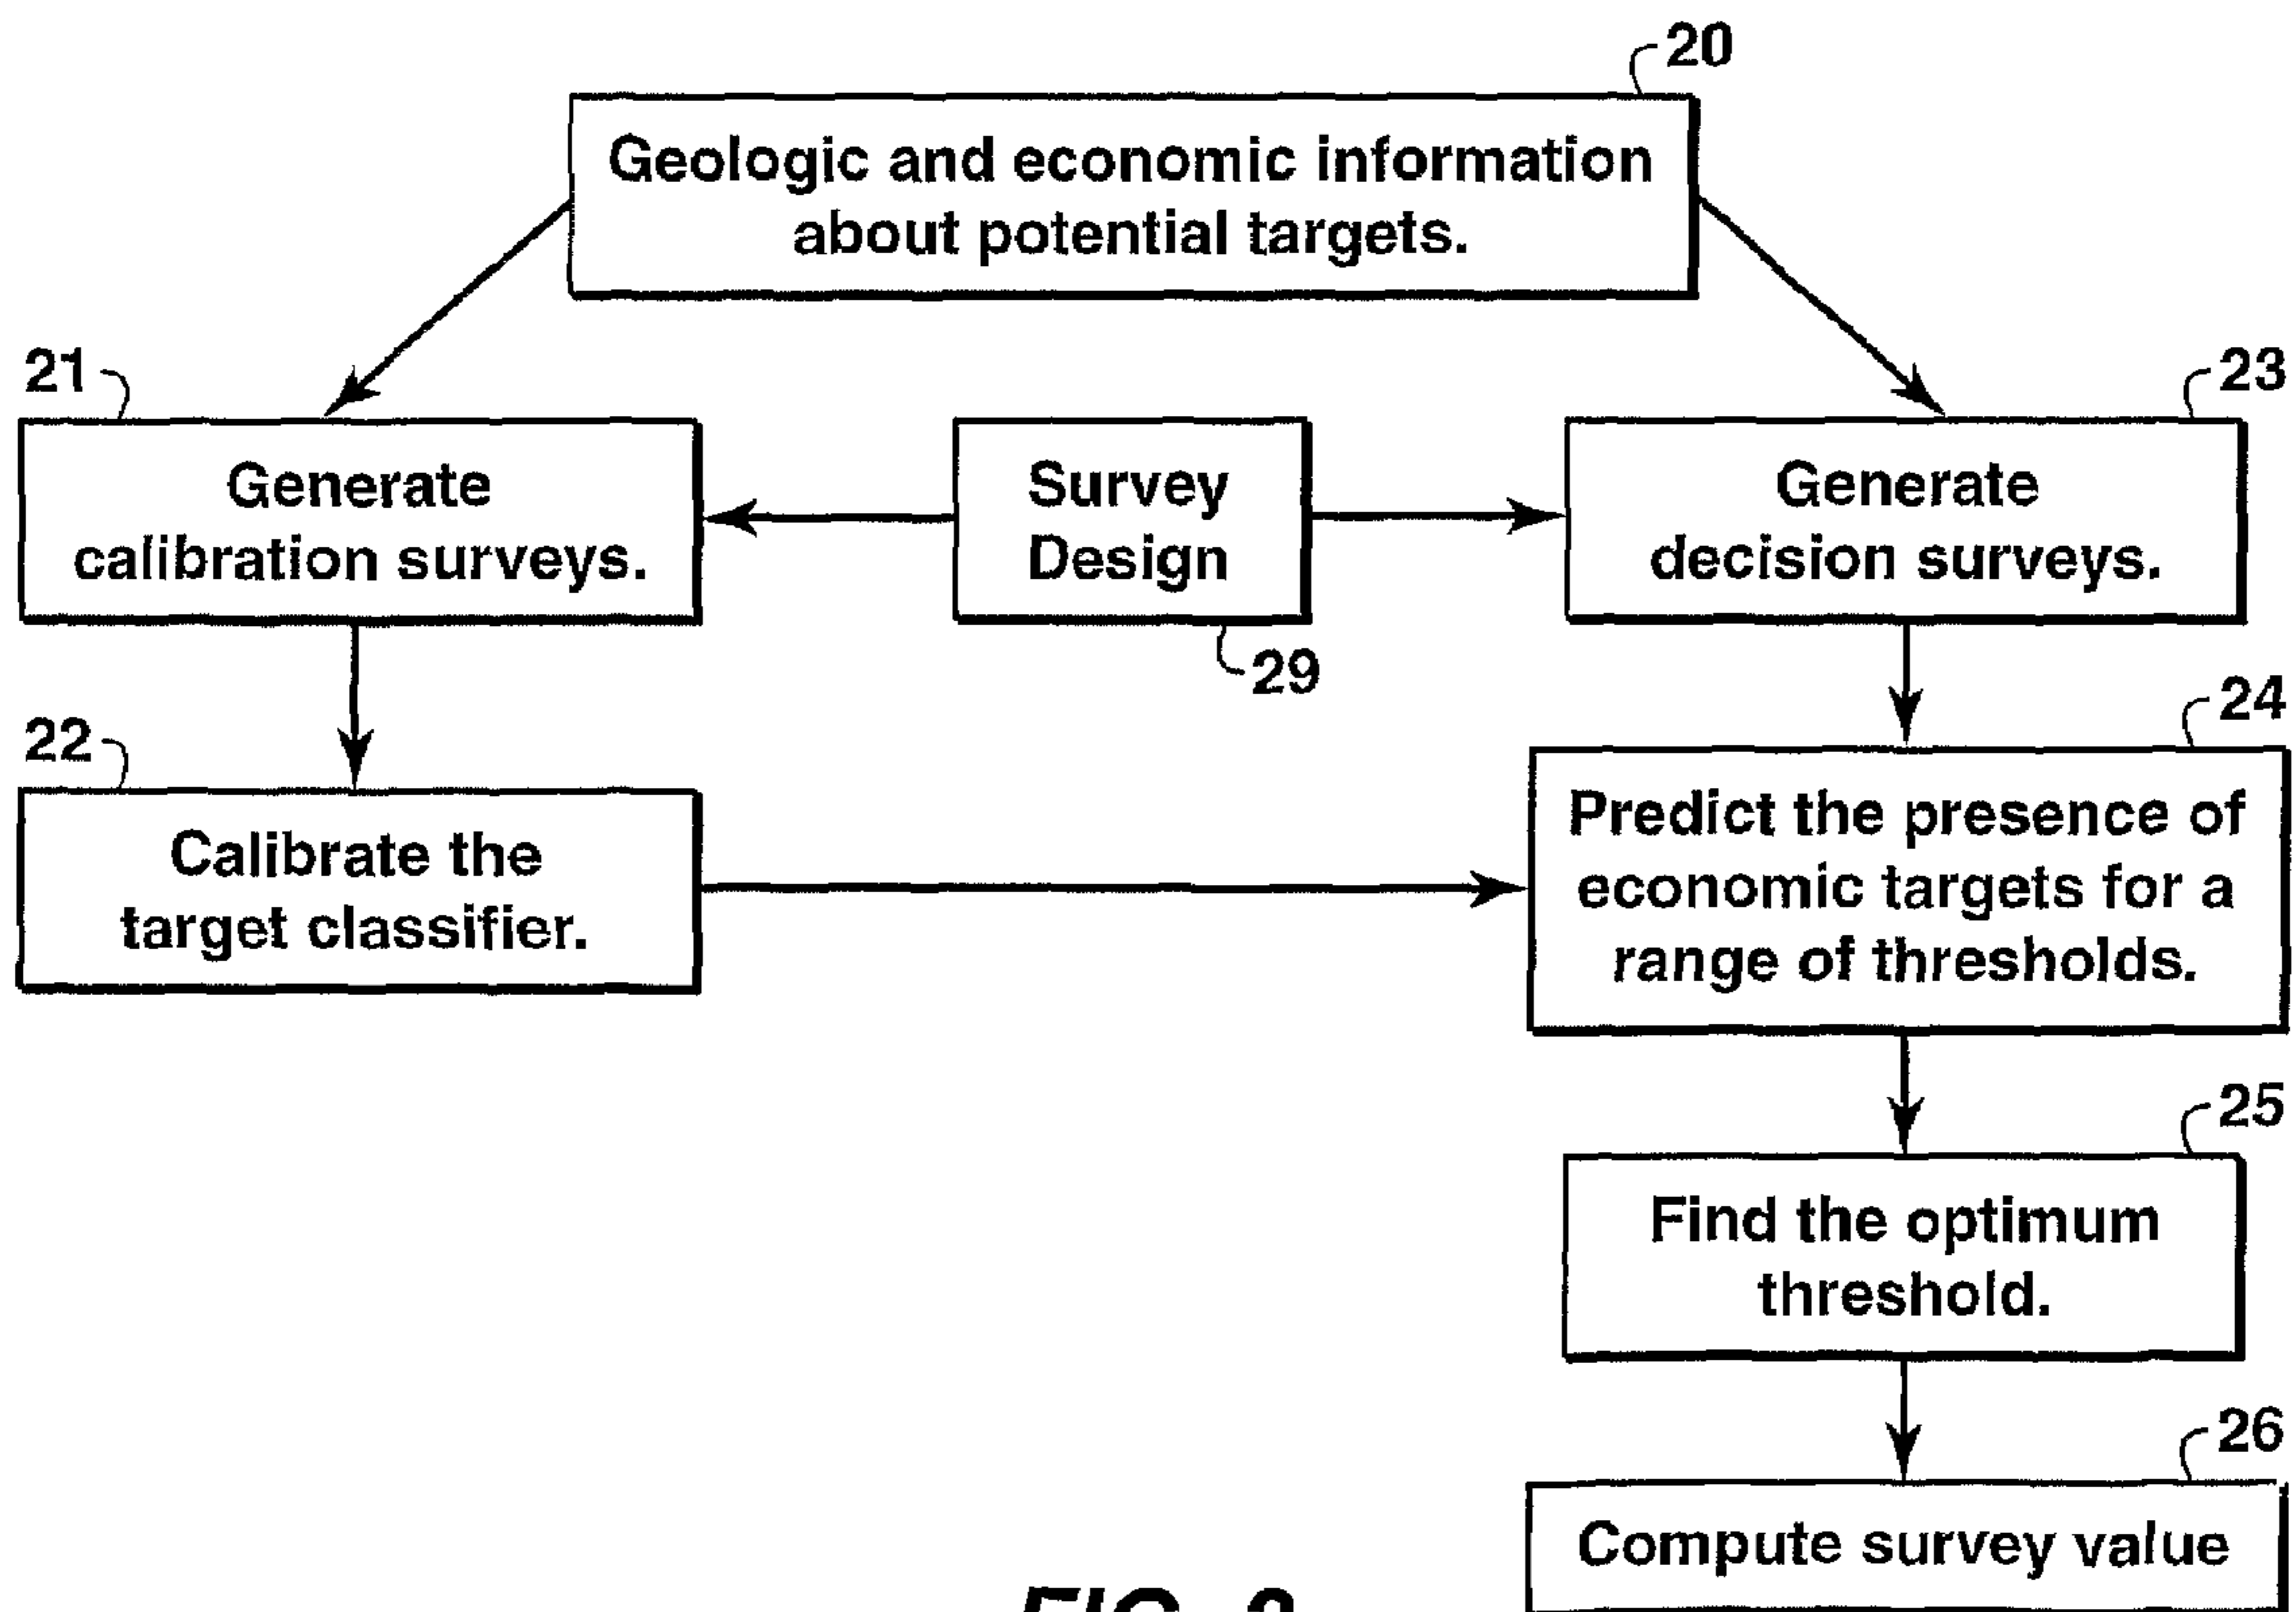 20
Geologic and economic information
about potential targets.
21
Generate
calibration surveys.
Survey
Design
29
23
Generate
decision surveys.
22
Calibrate the
target classifier.
24
Predict the presence of
economic targets for a
range of thresholds.
25
Find the optimum
threshold.
26
Compute survey value
FIG.